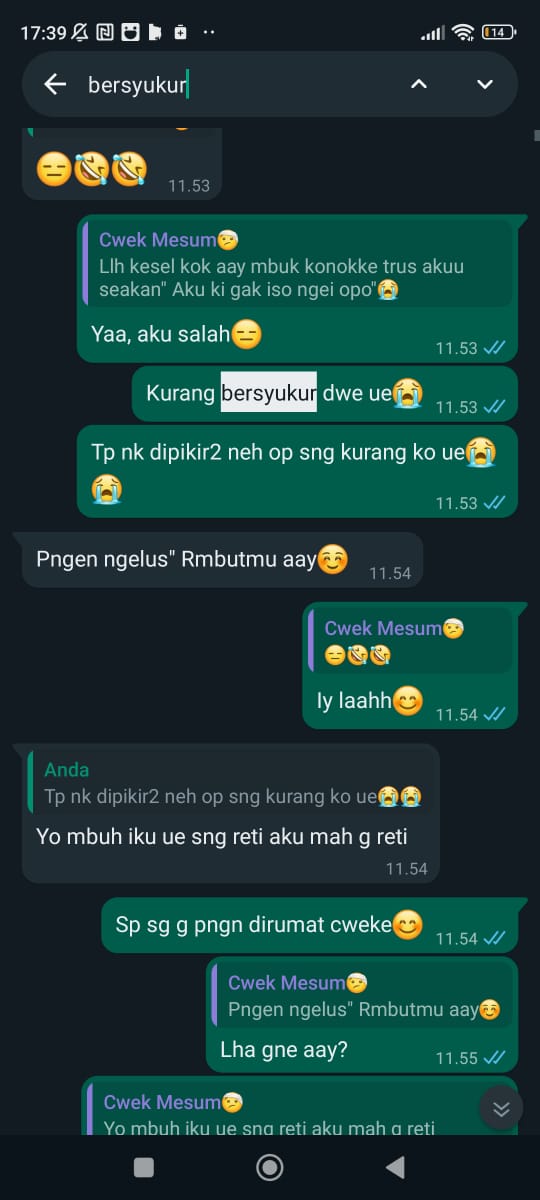 17:39
14
bersyukur
😑🤣🤣
11.53
Cwek Mesum🤕
Llh kesel kok aay mbuk konokke trus akuu
seakan" Aku ki gak iso ngei opo"😭
Yaa, aku salah😑
11.53
Kurang bersyukur dwe ue😭
11.53
Tp nk dipikir2 neh op sng kurang ko ue😭
😭
11.53
Pngen ngelus" Rmbutmu aay☺️
11.54
Cwek Mesum🤕
😑🤣🤣
Iy laahh😊
11.54
Anda
Tp nk dipikir2 neh op sng kurang ko ue😭😭
Yo mbuh iku ue sng reti aku mah g reti
11.54
Sp sg g pngn dirumat cweke😊
11.54
Cwek Mesum🤕
Pngen ngelus" Rmbutmu aay☺️
Lha gne aay?
11.55
Cwek Mesum🤕
Yo mbuh iku ue sng reti aku mah g reti